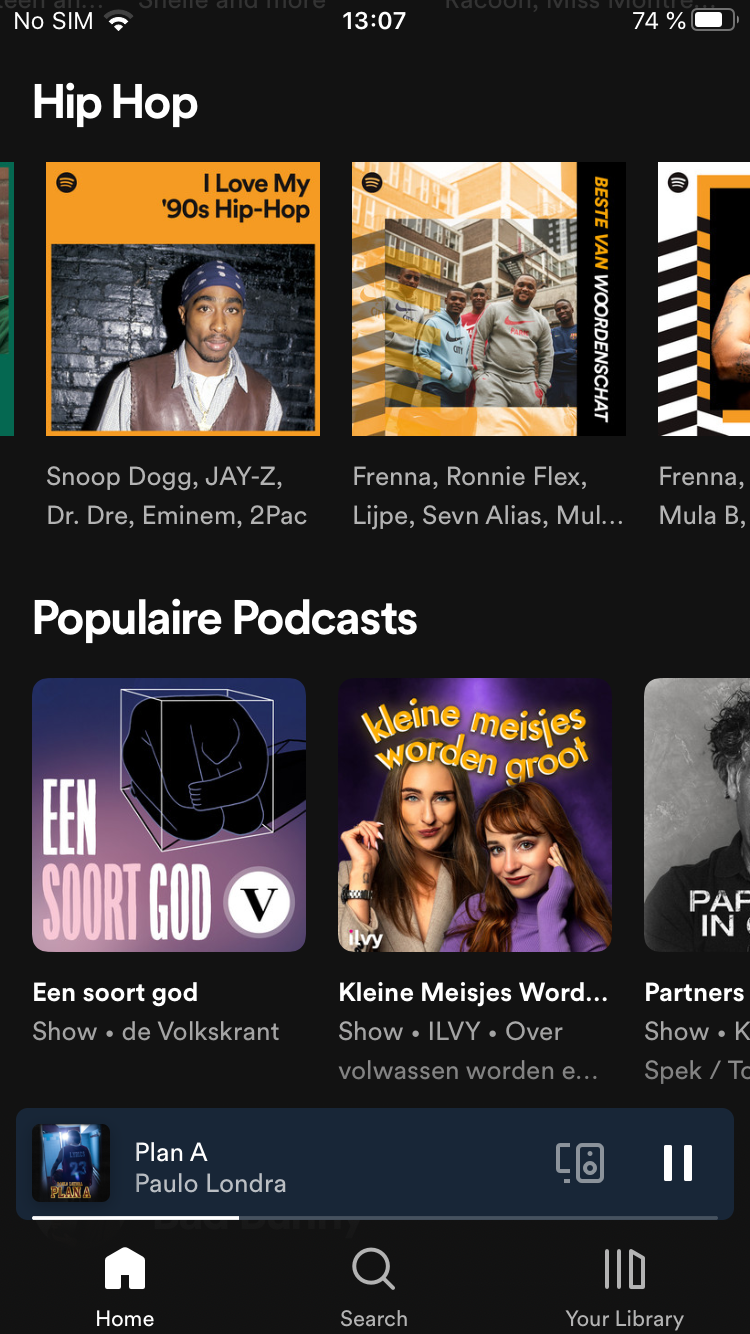 No SIM
13:07
74 %
Hip Hop
I Love My
'90s Hip-Hop
BESTE VAN WOORDENSCHAT
CITY
Snoop Dogg, JAY-Z,
Dr. Dre, Eminem, 2Pac
Frenna, Ronnie Flex,
Lijpe, Sevn Alias, Mul...
Frenna,
Mula B,
Populaire Podcasts
EEN
SOORT GOD
V
kleine meisjes
worden groot
ilvy
PAR
IN
Een soort god
Show • de Volkskrant
Kleine Meisjes Word...
Show • ILVY • Over
volwassen worden e...
Partners
Show • K
Spek / To
23
PLAN A
Plan A
Paulo Londra
Home
Search
Your Library